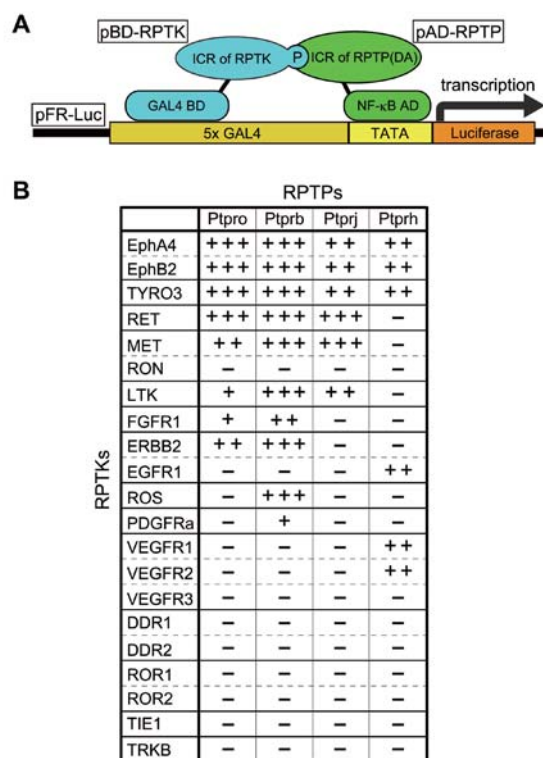 A
pBD-RPTK
pAD-RPTP
ICR of RPTK
P
ICR of RPTP(DA)
transcription
pFR-Luc
GAL4 BD
NF-κB AD
5x GAL4
TATA
Luciferase
B
RPTPs
Ptpro Ptprb Ptprj Ptprh
RPTKs
EphA4 +++ +++ ++ ++
EphB2 +++ +++ ++ ++
TYRO3 +++ +++ ++ ++
RET +++ +++ +++ –
MET ++ +++ +++ –
RON – – – –
LTK + +++ ++ –
FGFR1 + ++ – –
ERBB2 ++ +++ – –
EGFR1 – – – ++
ROS – +++ – –
PDGFRa – + – –
VEGFR1 – – – ++
VEGFR2 – – – ++
VEGFR3 – – – –
DDR1 – – – –
DDR2 – – – –
ROR1 – – – –
ROR2 – – – –
TIE1 – – – –
TRKB – – – –